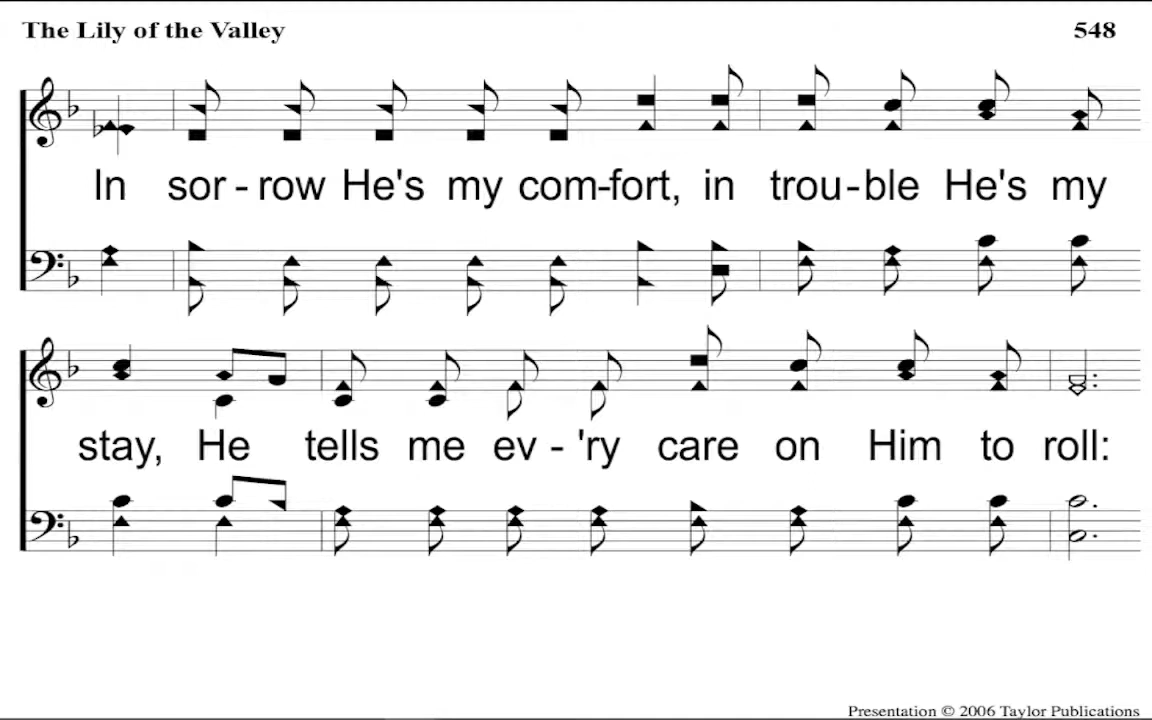 The Lily of the Valley 548
In sor - row He's my com-fort, in trou-ble He's my
stay, He tells me ev - 'ry care on Him to roll:
Presentation © 2006 Taylor Publications